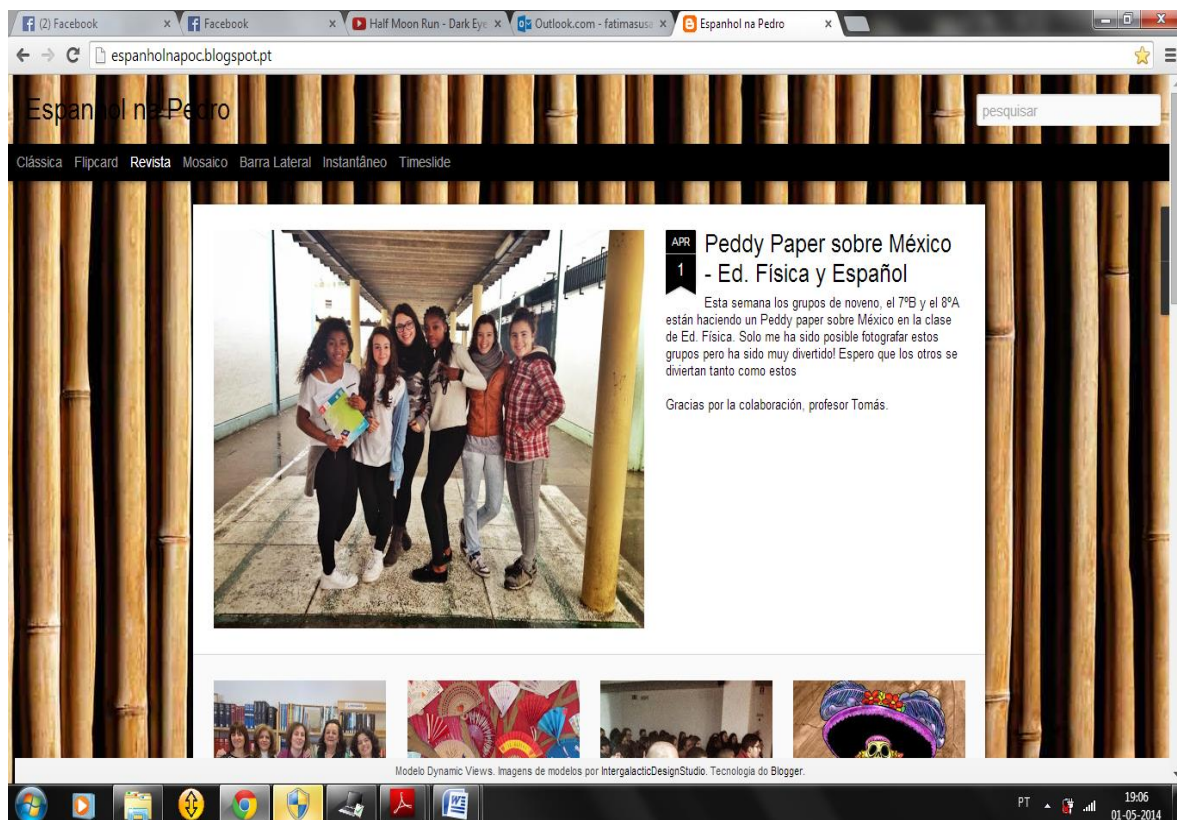 (2) Facebook
Facebook
Half Moon Run - Dark Eye
Outlook.com - fatimasusa
Espanhol na Pedro
espanholnapoc.blogspot.pt
Espanhol na Pedro
pesquisar
Clássica Flipcard Revista Mosaico Barra Lateral Instantâneo Timeslide
APR
1
Peddy Paper sobre México
- Ed. Física y Español
Esta semana los grupos de noveno, el 7ºB y el 8ºA
están haciendo un Peddy paper sobre México en la clase
de Ed. Física. Solo me ha sido posible fotografar estos
grupos pero ha sido muy divertido! Espero que los otros se
diviertan tanto como estos
Gracias por la colaboración, profesor Tomás.
Modelo Dynamic Views. Imagens de modelos por IntergalacticDesignStudio. Tecnologia do Blogger.
PT
19:06
01-05-2014